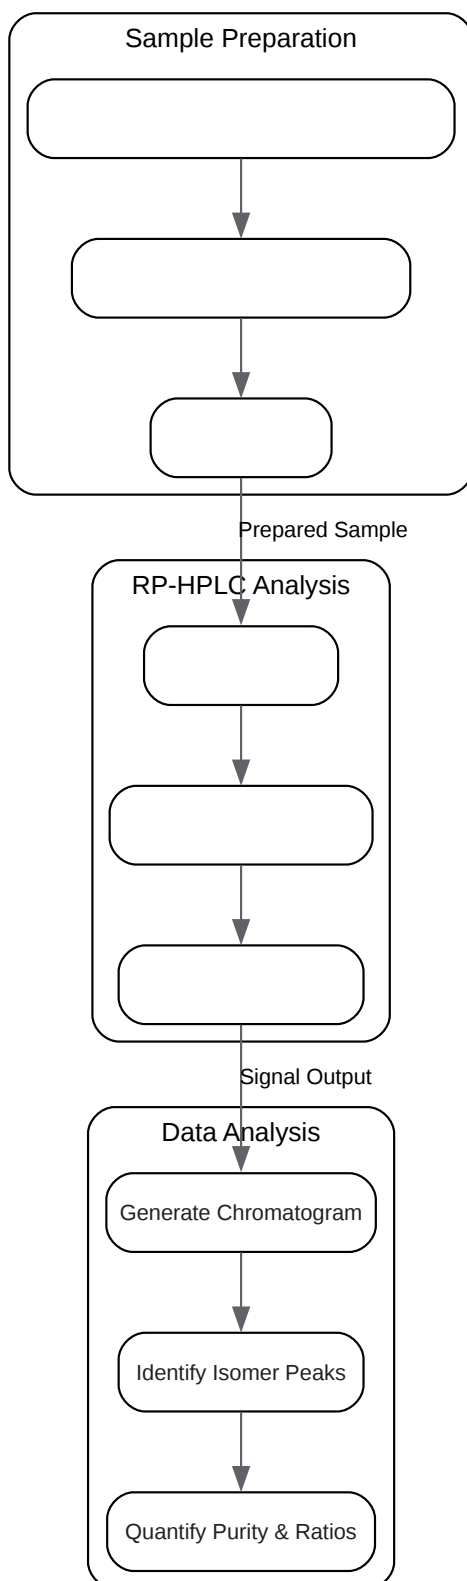 Sample Preparation
Prepared Sample
RP-HPLC Analysis
Signal Output
Data Analysis
Generate Chromatogram
Identify Isomer Peaks
Quantify Purity & Ratios